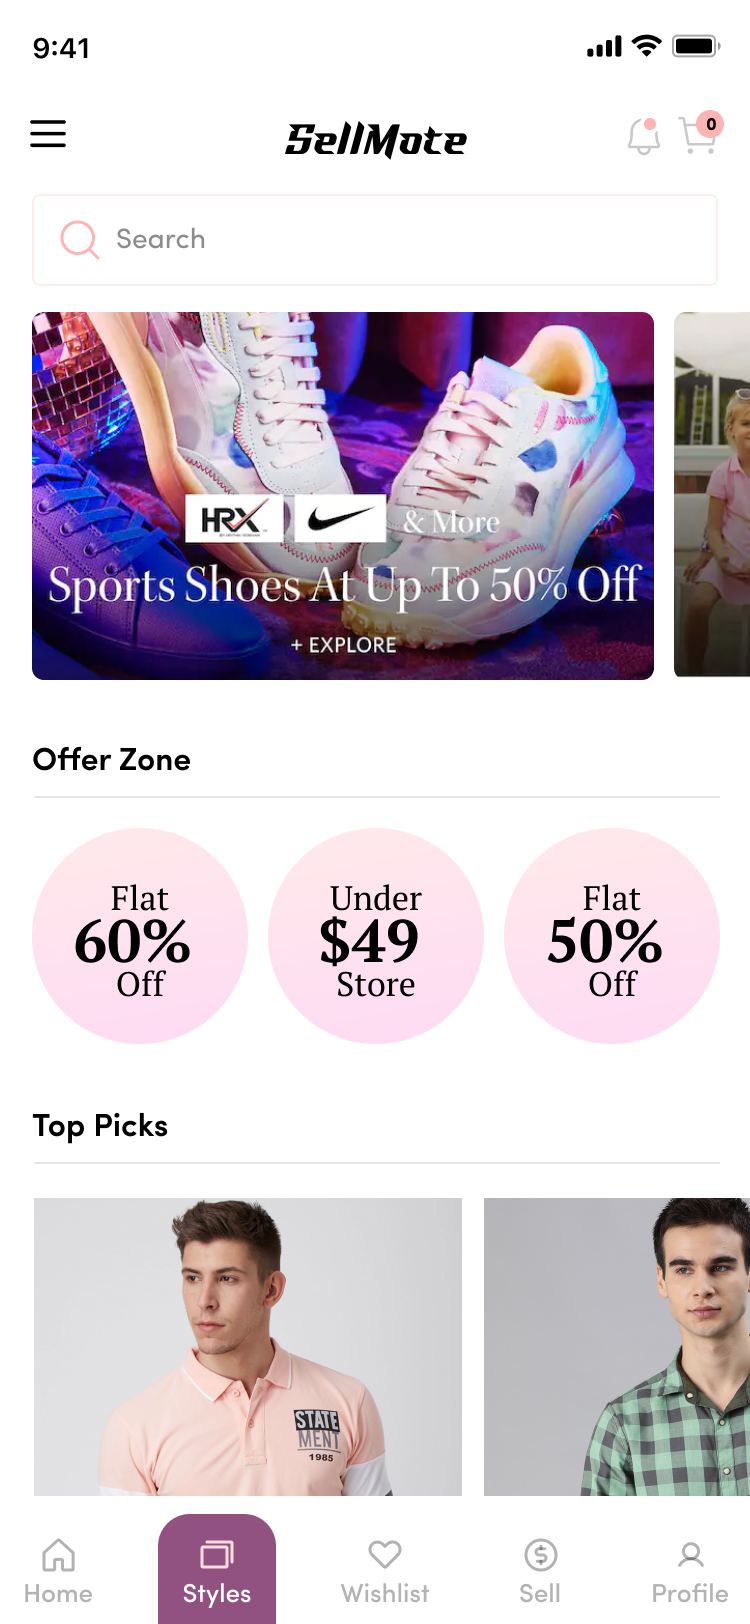 9:41
SellMote
0
Search
HRX
& More
Sports Shoes At Up To 50% Off
+ EXPLORE
Offer Zone
Flat
60%
Off
Under
$49
Store
Flat
50%
Off
Top Picks
STATE
MENT
1985
Home
Styles
Wishlist
Sell
Profile